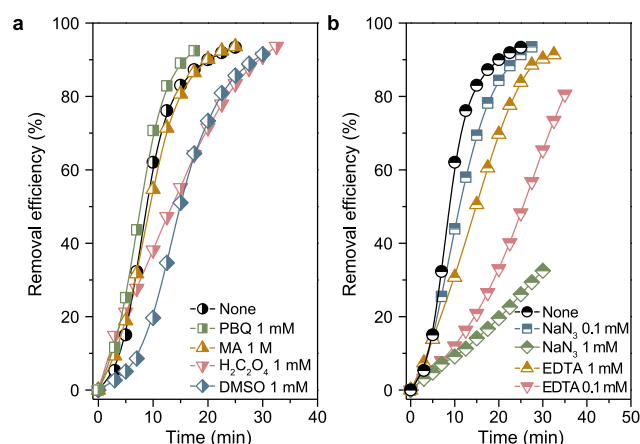 a
Removal efficiency (%)
100
80
60
40
20
0
None
PBQ 1 mM
MA 1 M
H₂C₂O₄ 1 mM
DMSO 1 mM
0 10 20 30 40
Time (min)
b
Removal efficiency (%)
100
80
60
40
20
0
None
NaN₃ 0.1 mM
NaN₃ 1 mM
EDTA 1 mM
EDTA 0.1 mM
0 10 20 30 40 50
Time (min)